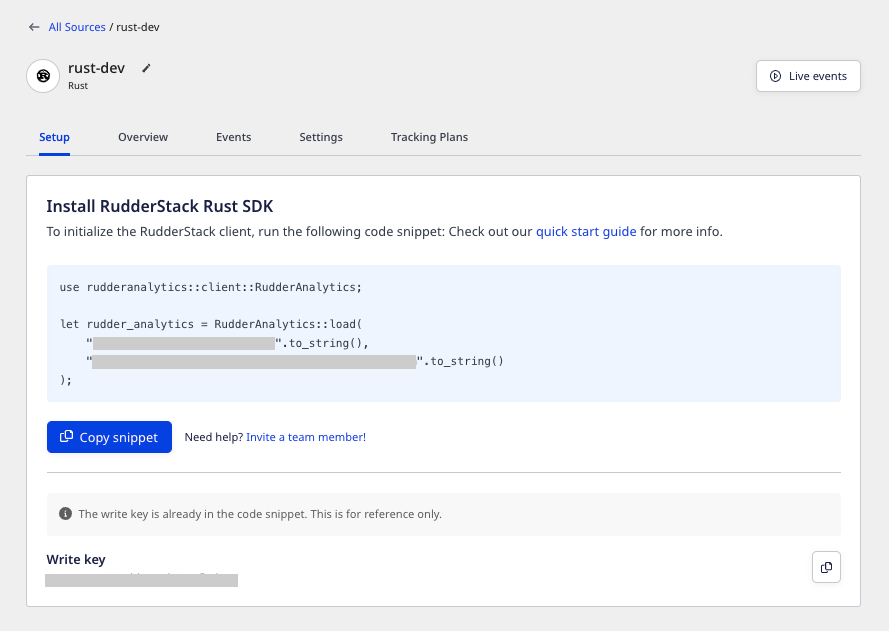 ← All Sources / rust-dev
rust-dev
Rust
Live events
Setup Overview Events Settings Tracking Plans
Install RudderStack Rust SDK
To initialize the RudderStack client, run the following code snippet: Check out our quick start guide for more info.
use rudderanalytics::client::RudderAnalytics;
let rudder_analytics = RudderAnalytics::load(
"".to_string(),
"".to_string()
);
Copy snippet Need help? Invite a team member!
The write key is already in the code snippet. This is for reference only.
Write key